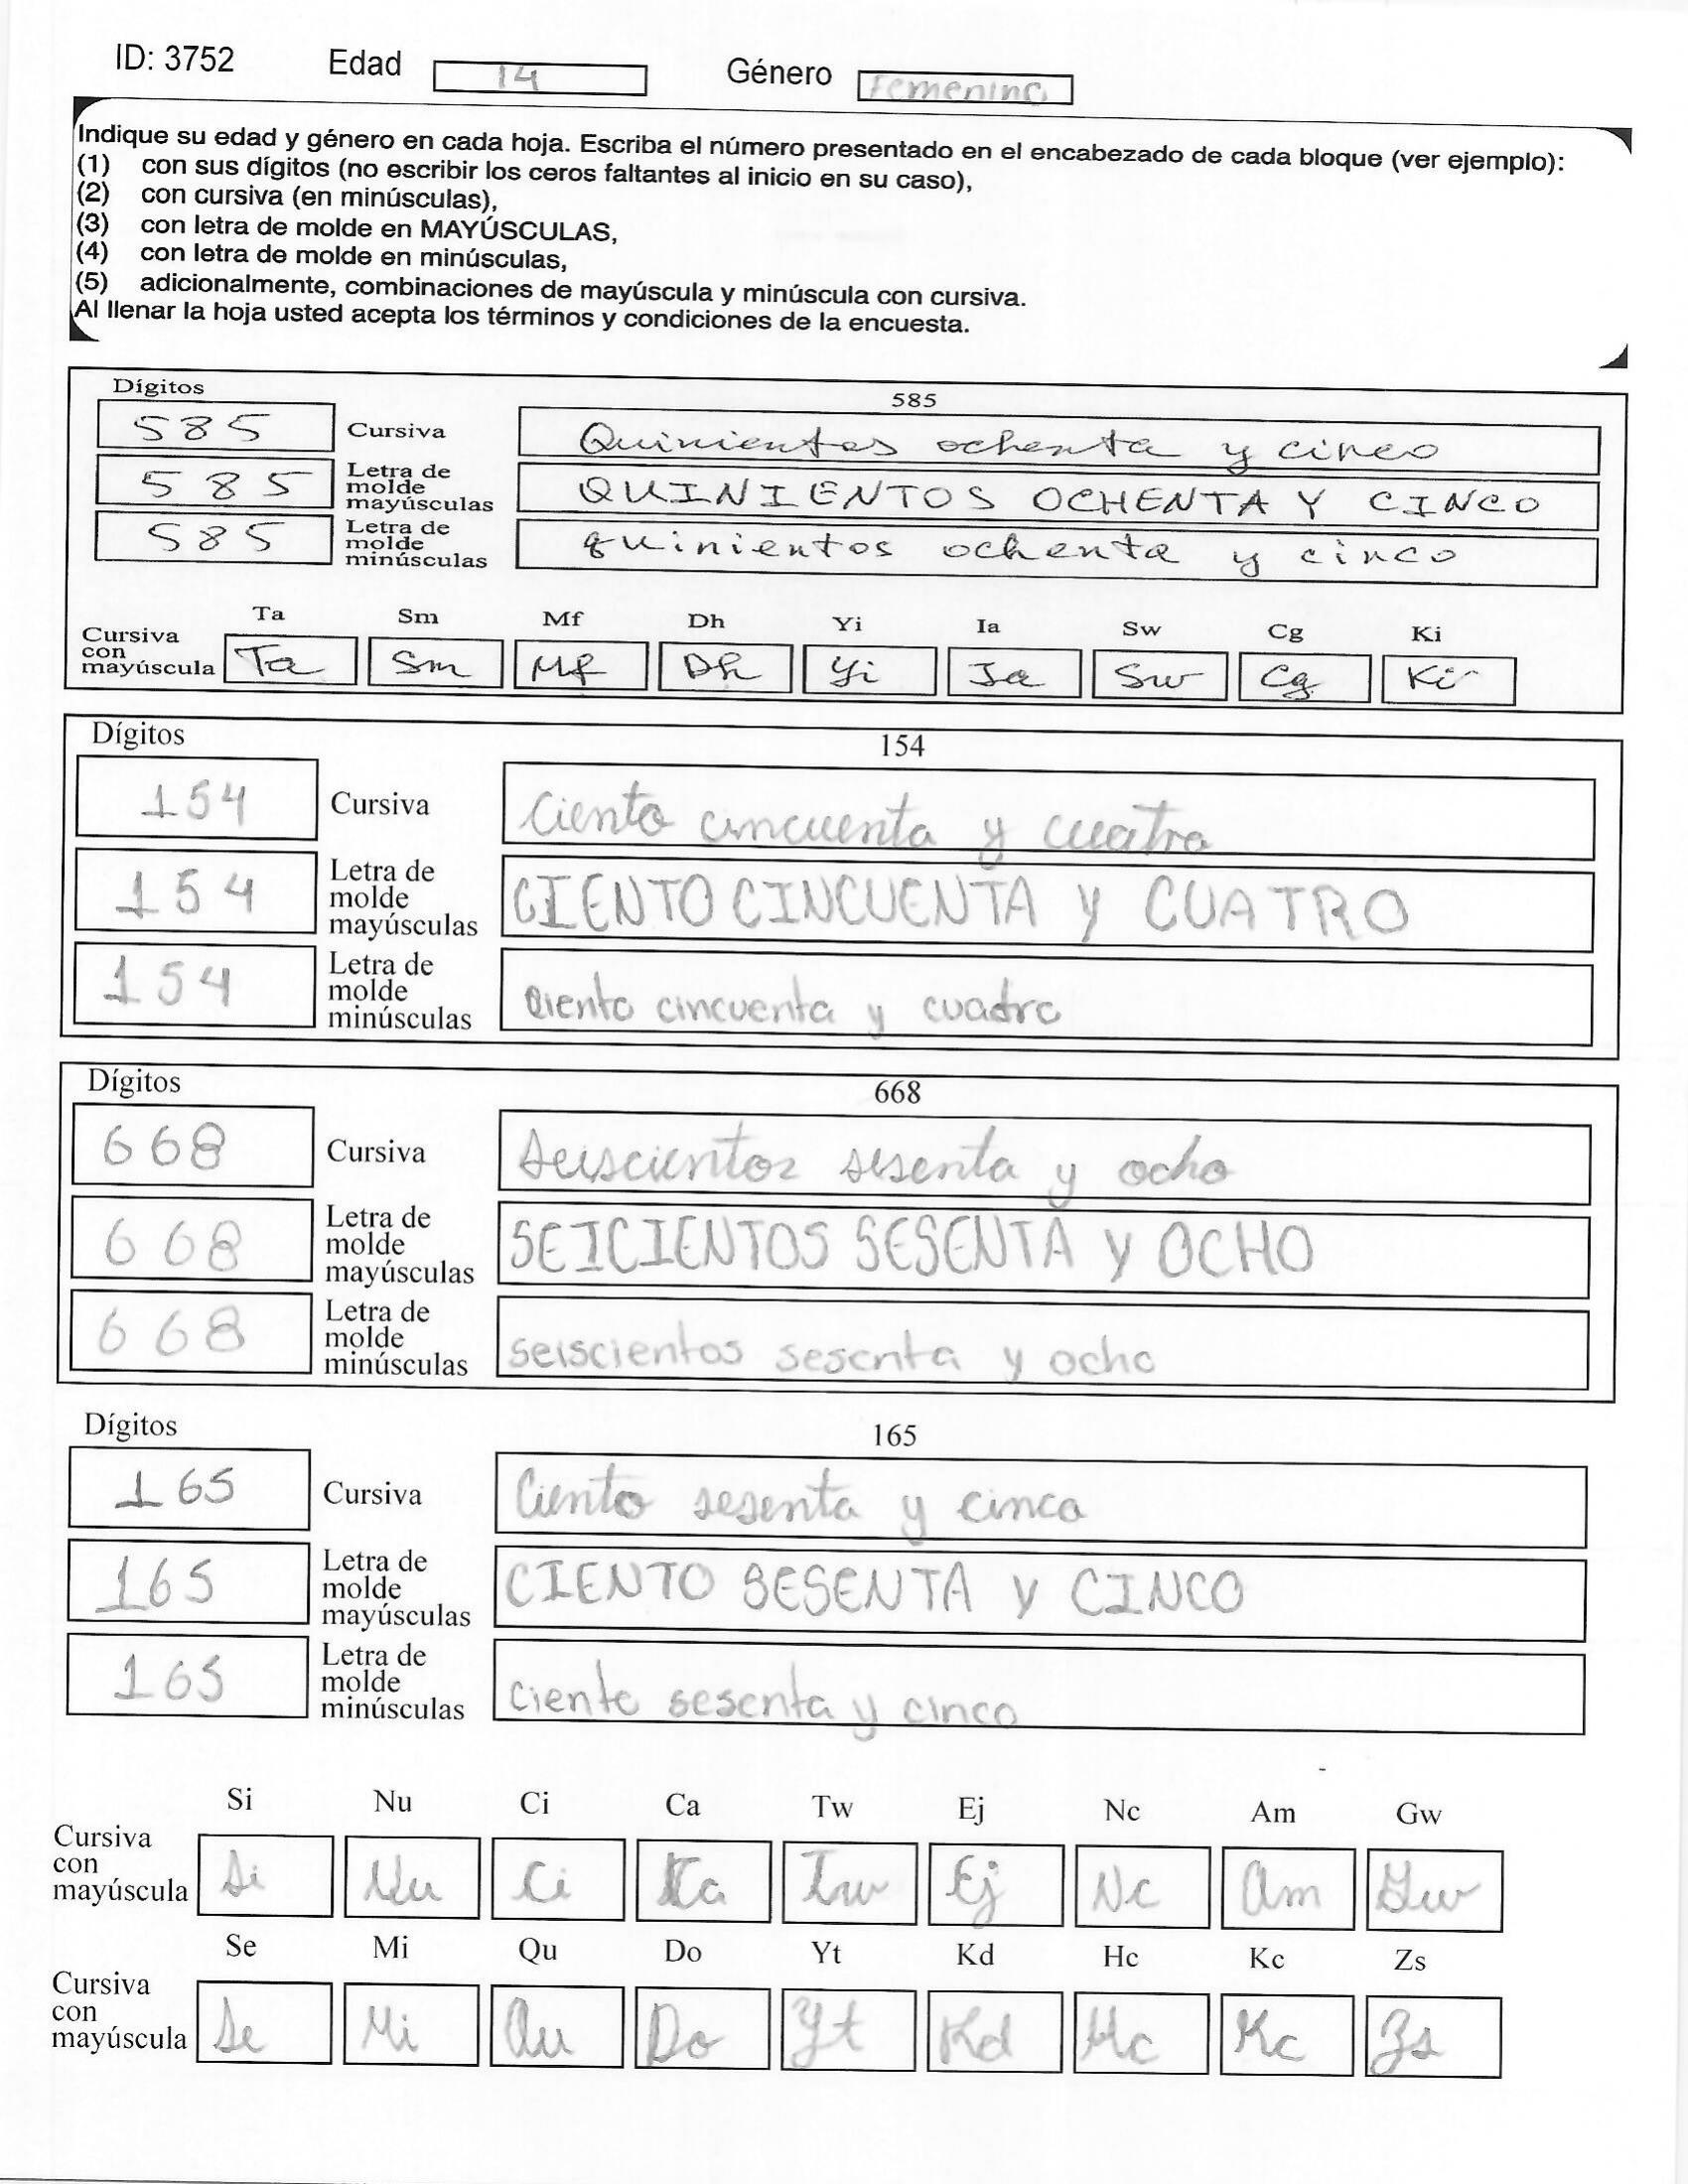 ID: 3752 Edad 14 Género Femenino
Indique su edad y género en cada hoja. Escriba el número presentado en el encabezado de cada bloque (ver ejemplo):
(1) con sus dígitos (no escribir los ceros faltantes al inicio en su caso),
(2) con cursiva (en minúsculas),
(3) con letra de molde en MAYÚSCULAS,
(4) con letra de molde en minúsculas,
(5) adicionalmente, combinaciones de mayúscula y minúscula con cursiva.
Al llenar la hoja usted acepta los términos y condiciones de la encuesta.
Dígitos 585
585 Cursiva Quinientos ochenta y cinco
585 Letra de molde mayúsculas QUINIENTOS OCHENTA Y CINCO
585 Letra de molde minúsculas quinientos ochenta y cinco
Ta Sm Mf Dh Yi Ia Sw Cg Ki
Cursiva con mayúscula Ta Sm Mf Dh Yi Ia Sw Cg Ki
Dígitos 154
154 Cursiva Ciento cincuenta y cuatro
154 Letra de molde mayúsculas CIENTO CINCUENTA y CUATRO
154 Letra de molde minúsculas ciento cincuenta y cuadro
Dígitos 668
668 Cursiva Seiscientos sesenta y ocho
668 Letra de molde mayúsculas SEICIENTOS SESENTA y OCHO
668 Letra de molde minúsculas seiscientos sesenta y ocho
Dígitos 165
165 Cursiva Ciento sesenta y cinco
165 Letra de molde mayúsculas CIENTO SESENTA y CINCO
165 Letra de molde minúsculas ciento sesenta y cinco
Si Nu Ci Ca Tw Ej Nc Am Gw
Cursiva con mayúscula Si Nu Ci Ca Tw Ej Nc Am Gw
Se Mi Qu Do Yt Kd Hc Kc Zs
Cursiva con mayúscula Se Mi Qu Do Yt Kd Hc Kc Zs